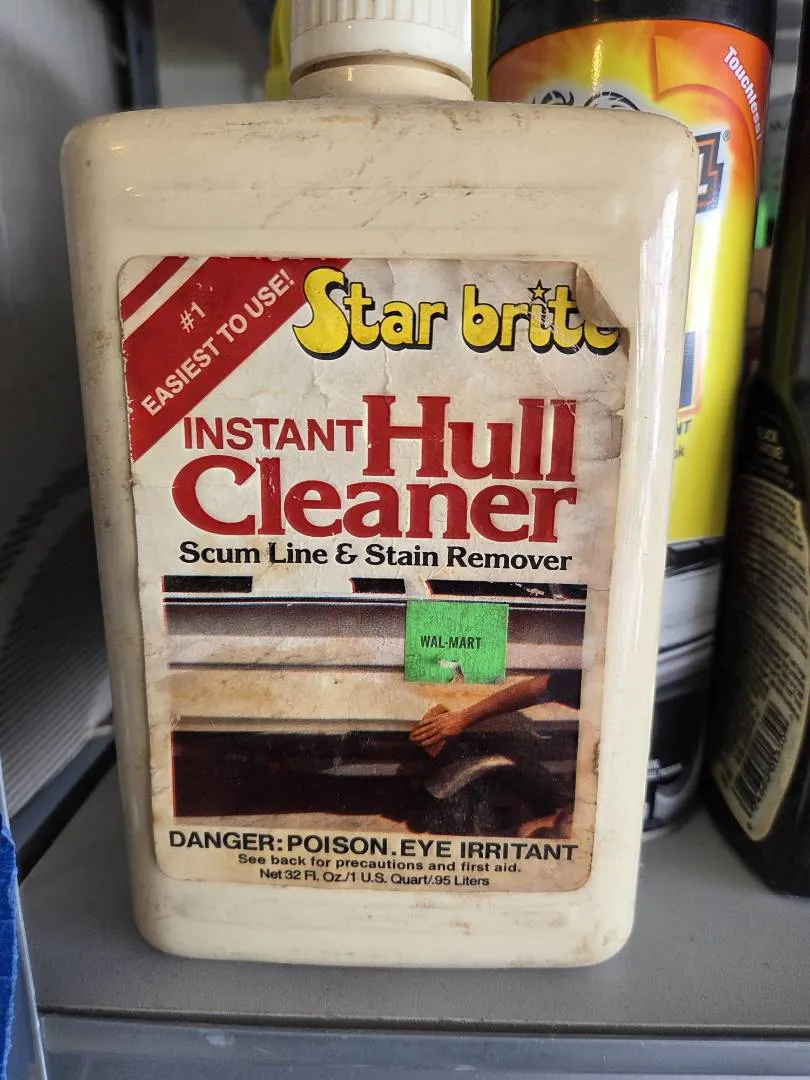 Touchless!
#1
EASIEST TO USE!
Star brite
INSTANT Hull
Cleaner
Scum Line & Stain Remover
WAL-MART
DANGER: POISON. EYE IRRITANT
See back for precautions and first aid.
Net 32 Fl. Oz./1 U.S. Quart/.95 Liters